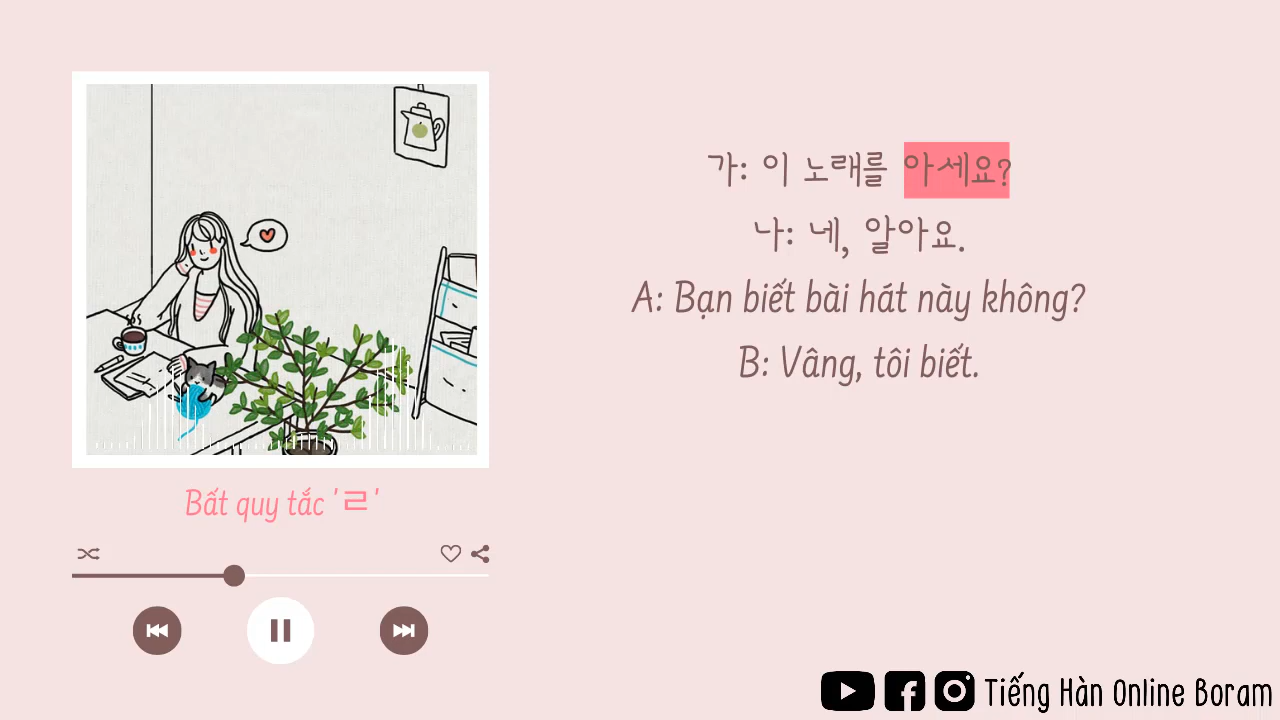 가: 이 노래를 아세요?
나: 네, 알아요.
A: Bạn biết bài hát này không?
B: Vâng, tôi biết.
Bất quy tắc 'ㄹ'
Tiếng Hàn Online Boram